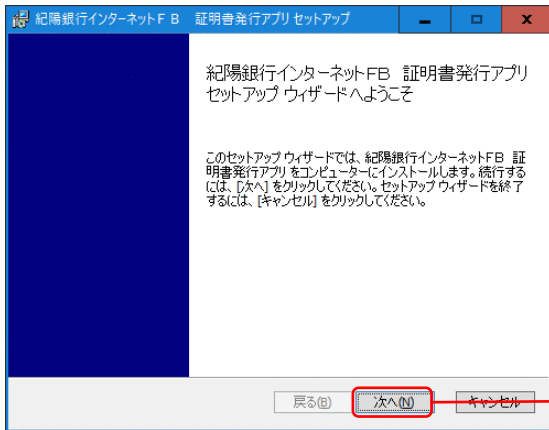 紀陽銀行インターネットＦＢ　証明書発行アプリ セットアップ
紀陽銀行インターネットＦＢ　証明書発行アプリ
セットアップ ウィザードへようこそ
このセットアップ ウィザードでは、紀陽銀行インターネットＦＢ　証
明書発行アプリ をコンピューターにインストールします。続行する
には、[次へ] をクリックしてください。セットアップ ウィザードを終了
するには、[キャンセル] をクリックしてください。
戻る(B) 次へ(N) キャンセル